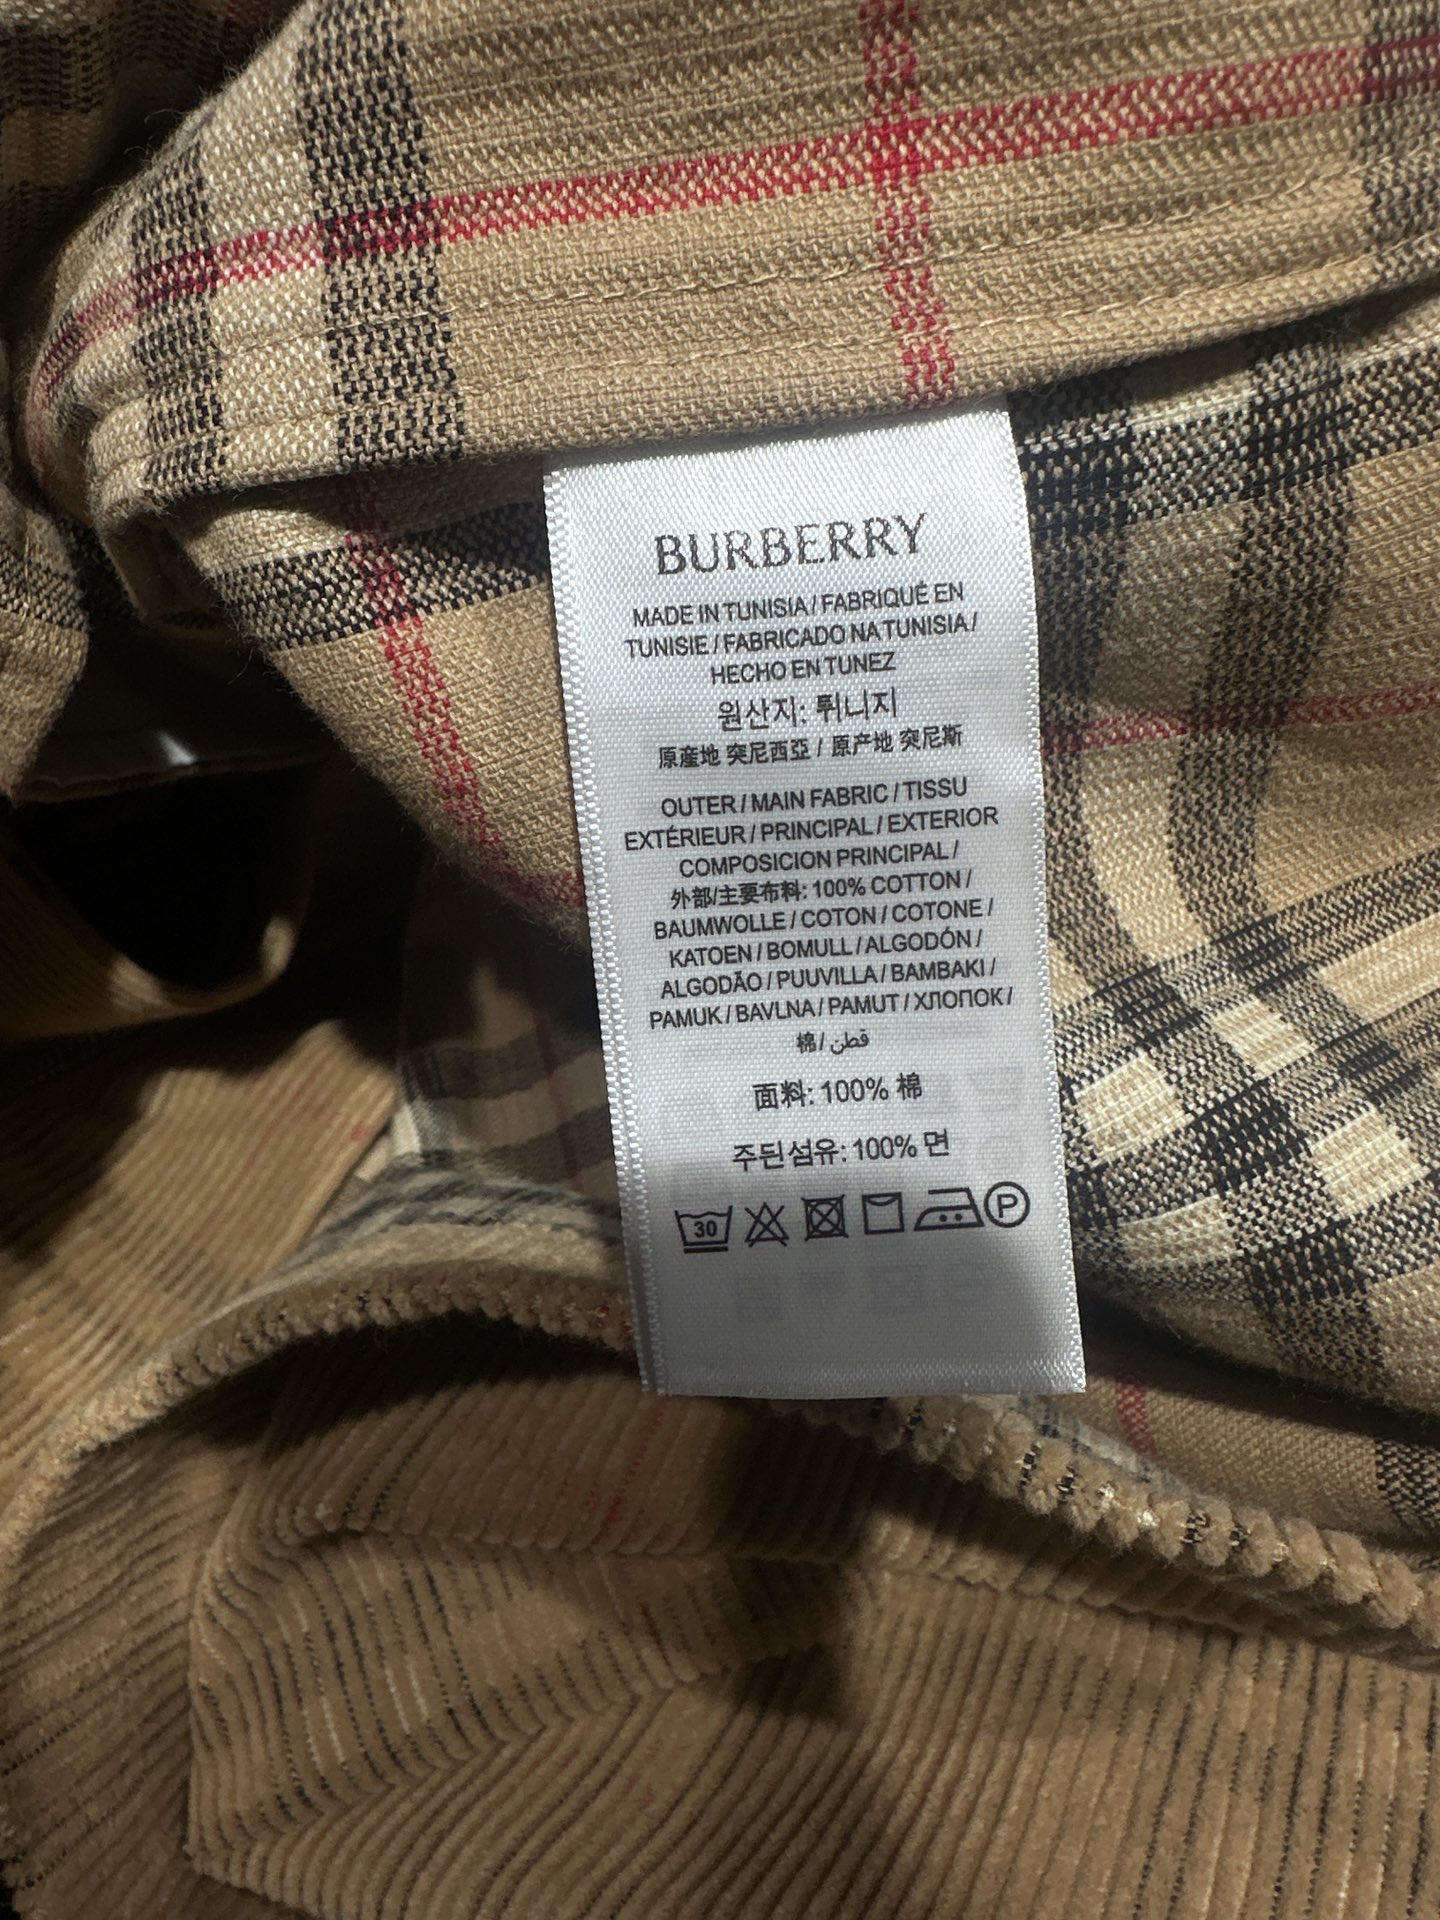 BURBERRY
MADE IN TUNISIA / FABRIQUÉ EN
TUNISIE / FABRICADO NA TUNISIA /
HECHO EN TUNEZ
원산지: 튀니지
原産地 突尼西亞 / 原产地 突尼斯
OUTER / MAIN FABRIC / TISSU
EXTÉRIEUR / PRINCIPAL / EXTERIOR
COMPOSICION PRINCIPAL /
外部/主要布料: 100% COTTON /
BAUMWOLLE / COTON / COTONE /
KATOEN / BOMULL / ALGODÓN /
ALGODÃO / PUUVILLA / BAMBAKI /
PAMUK / BAVLNA / PAMUT / ХЛОПОК /
棉 / قطن
面料: 100% 棉
주된섬유: 100% 면
30 P